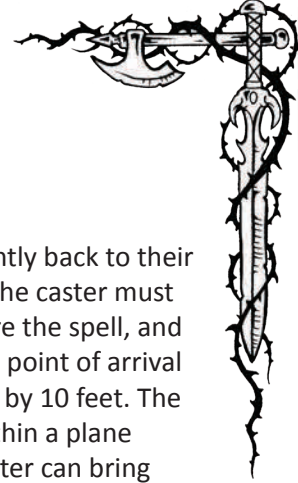 ntly back to their
he caster must
re the spell, and
point of arrival
by 10 feet. The
hin a plane
ter can bring